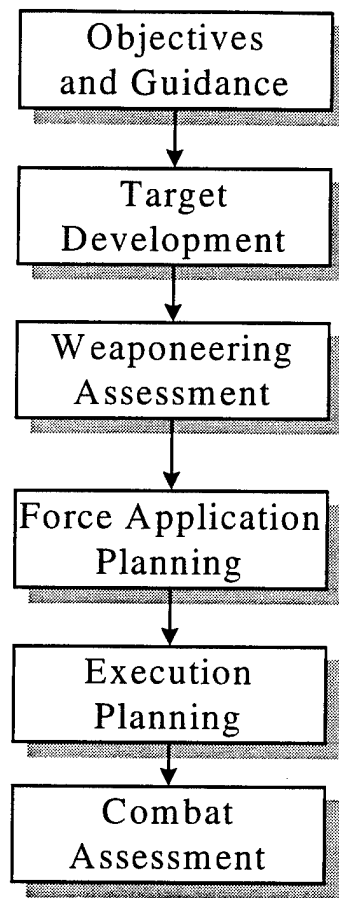 Objectives
and Guidance
Target
Development
Weaponeering
Assessment
Force Application
Planning
Execution
Planning
Combat
Assessment